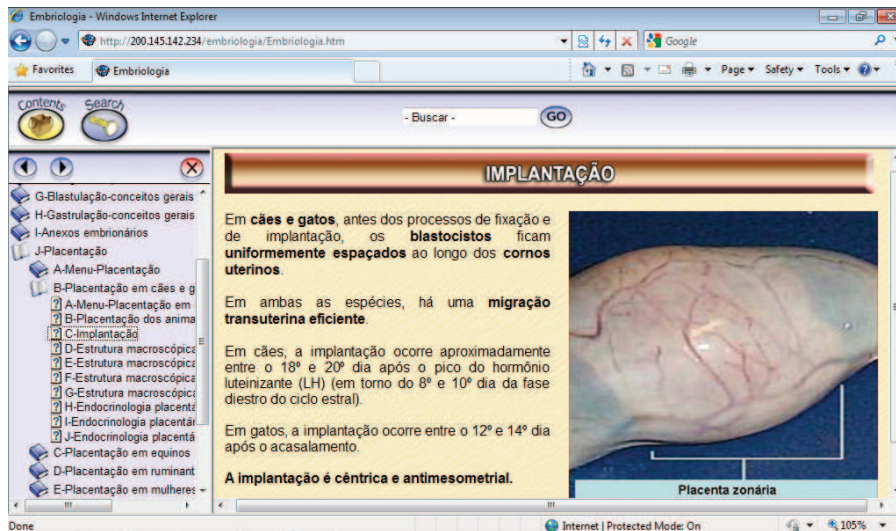 Embriologia - Windows Internet Explorer
http://200.145.142.234/embriologia/Embriologia.htm
Google
Favorites
Embriologia
Page
Safety
Tools
Contents
Search
- Buscar -
GO
G-Blastulação-conceitos gerais
H-Gastrulação-conceitos gerais
I-Anexos embrionários
J-Placentação
A-Menu-Placentação
B-Placentação em cães e g
A-Menu-Placentação em
B-Placentação dos anima
C-Implantação
D-Estrutura macroscópica
E-Estrutura macroscópica
F-Estrutura macroscópica
G-Estrutura macroscópica
H-Endocrinologia placentá
I-Endocrinologia placentár
J-Endocrinologia placentá
C-Placentação em equinos
D-Placentação em ruminant
E-Placentação em mulheres
IMPLANTAÇÃO
Em cães e gatos, antes dos processos de fixação e
de implantação, os blastocistos ficam
uniformemente espaçados ao longo dos cornos
uterinos.
Em ambas as espécies, há uma migração
transuterina eficiente.
Em cães, a implantação ocorre aproximadamente
entre o 18º e 20º dia após o pico do hormônio
luteinizante (LH) (em torno do 8º e 10º dia da fase
diestro do ciclo estral).
Em gatos, a implantação ocorre entre o 12º e 14º dia
após o acasalamento.
A implantação é cêntrica e antimesometrial.
Placenta zonária
Done
Internet | Protected Mode: On
105%